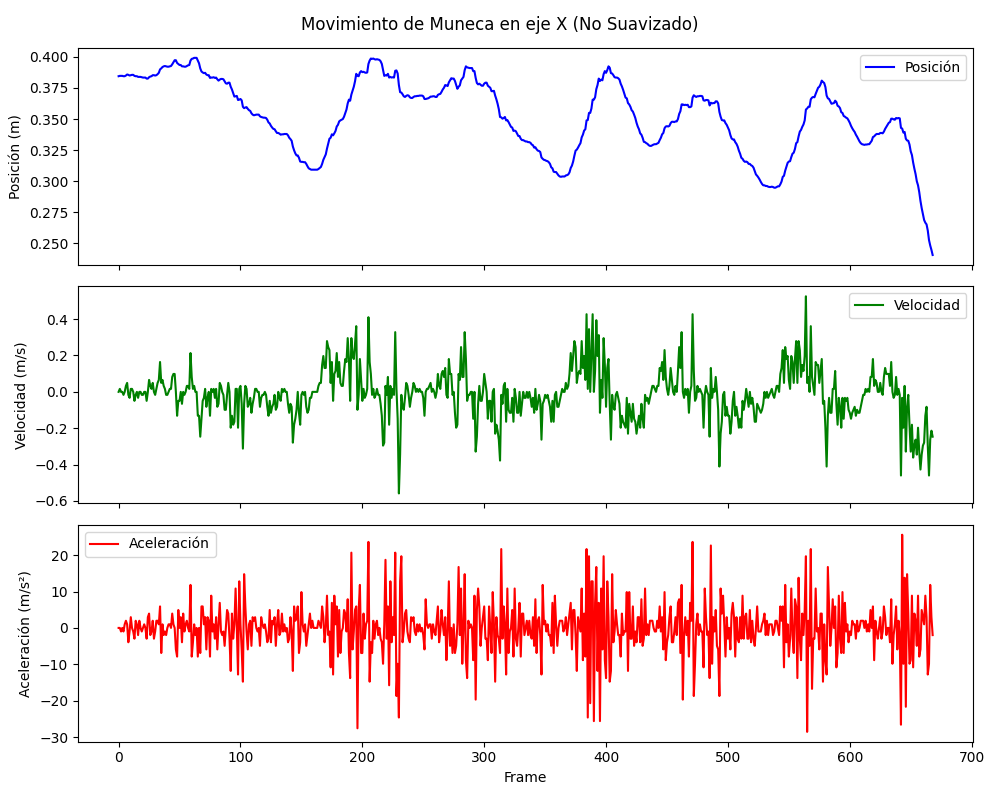 Movimiento de Muneca en eje X (No Suavizado)
0.400
0.375
0.350
0.325
0.300
0.275
0.250
Posición (m)
Posición
0.4
0.2
0.0
−0.2
−0.4
−0.6
Velocidad (m/s)
Velocidad
20
10
0
−10
−20
−30
Aceleración (m/s²)
Aceleración
0 100 200 300 400 500 600 700
Frame